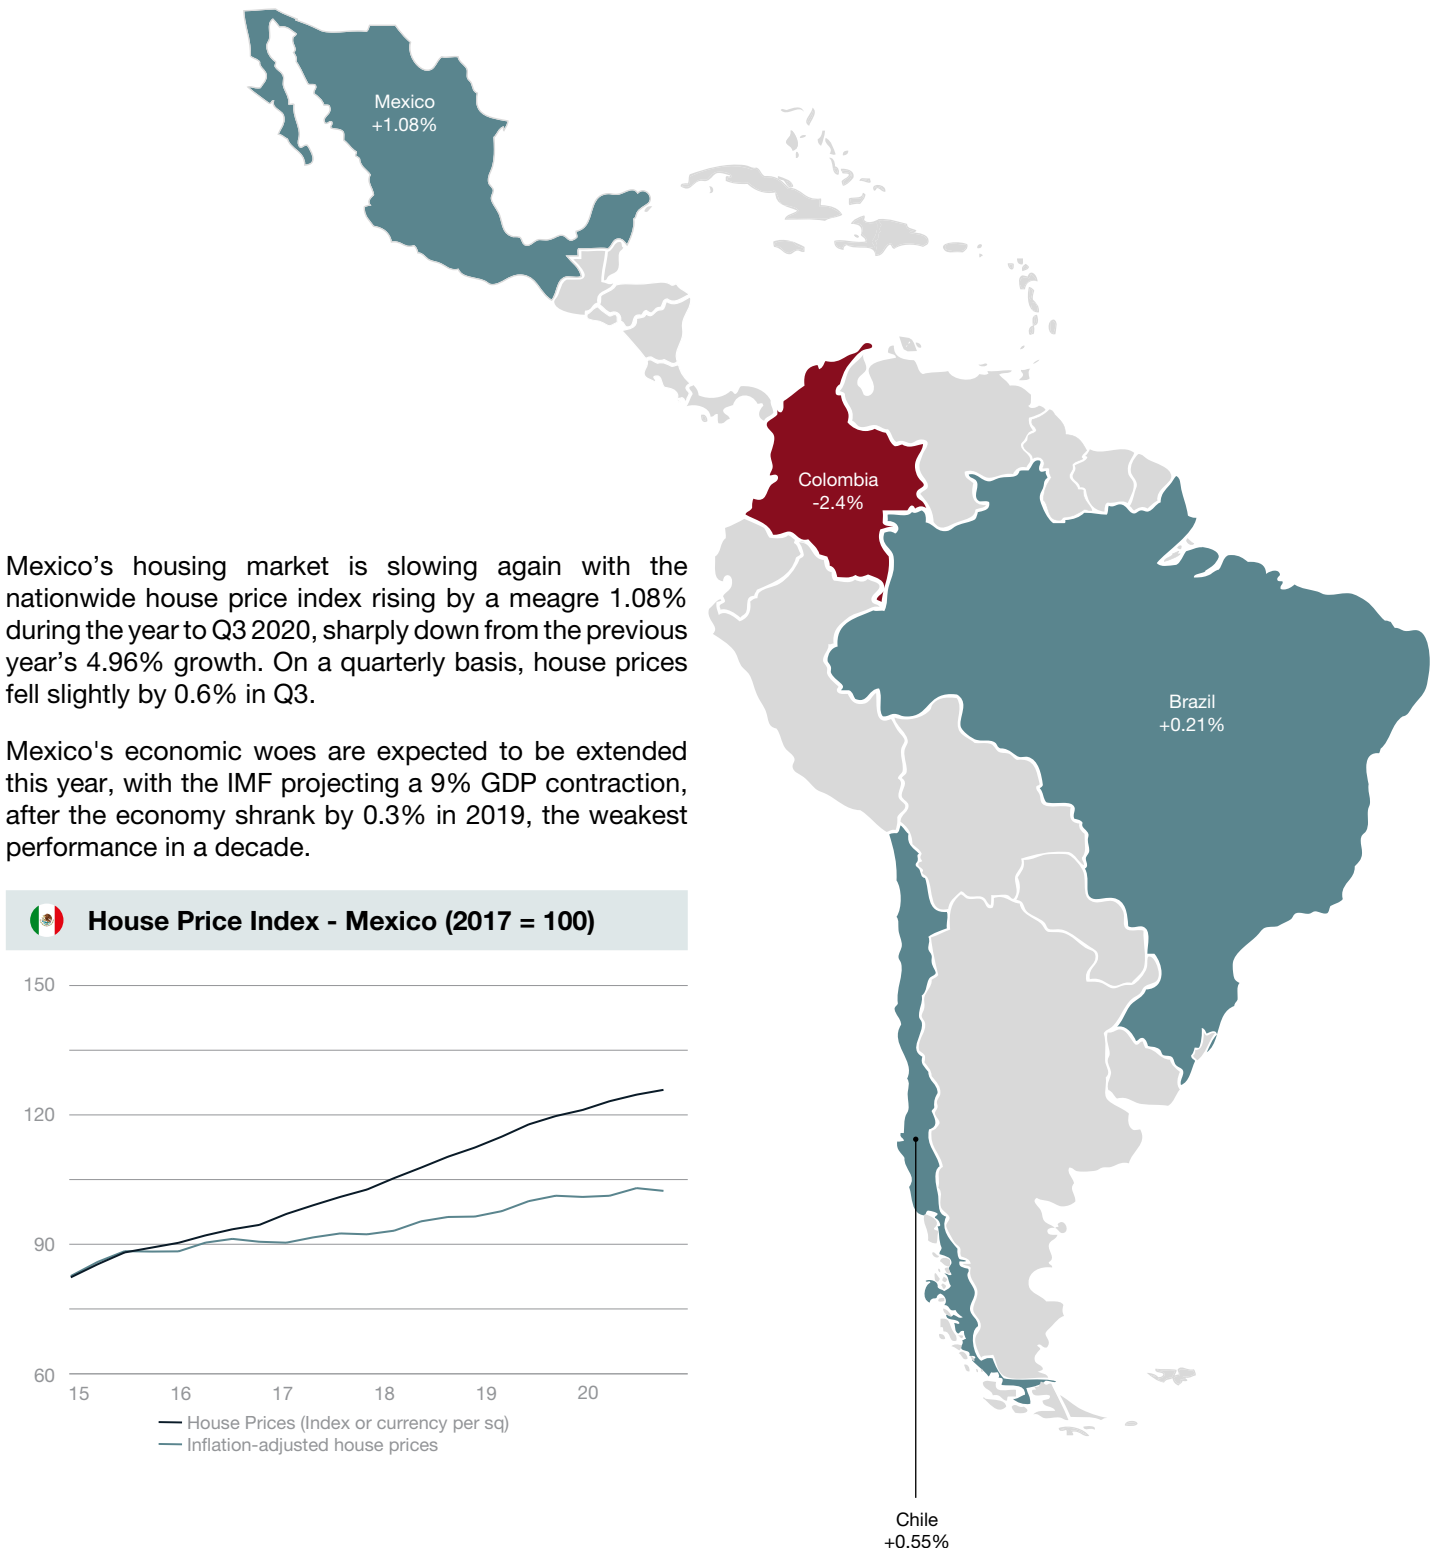 Mexico
+1.08%
Colombia
-2.4%
Brazil
+0.21%
Mexico’s housing market is slowing again with the
nationwide house price index rising by a meagre 1.08%
during the year to Q3 2020, sharply down from the previous
year’s 4.96% growth. On a quarterly basis, house prices
fell slightly by 0.6% in Q3.
Mexico's economic woes are expected to be extended
this year, with the IMF projecting a 9% GDP contraction,
after the economy shrank by 0.3% in 2019, the weakest
performance in a decade.
House Price Index - Mexico (2017 = 100)
150
120
90
60
15 16 17 18 19 20
House Prices (Index or currency per sq)
Inflation-adjusted house prices
Chile
+0.55%